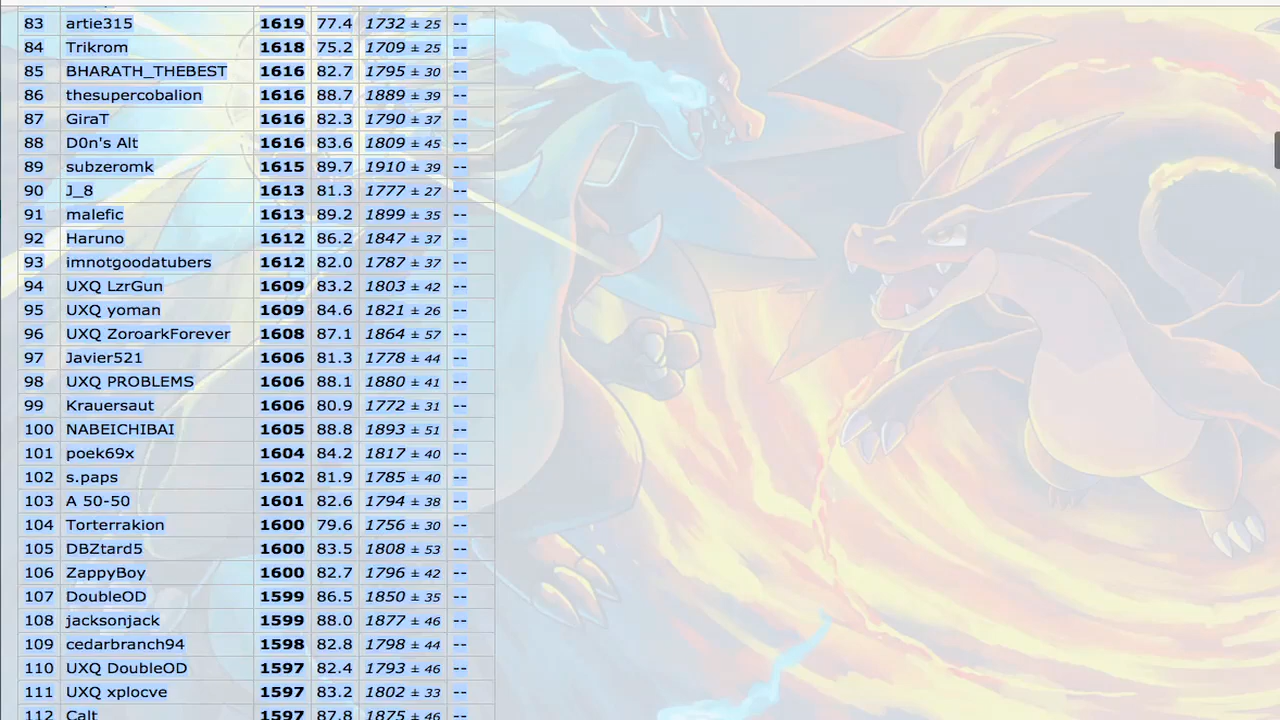 83 artie315 1619 77.4 1732 ± 25 --
84 Trikrom 1618 75.2 1709 ± 25 --
85 BHARATH_THEBEST 1616 82.7 1795 ± 30 --
86 thesupercobalion 1616 88.7 1889 ± 39 --
87 GiraT 1616 82.3 1790 ± 37 --
88 D0n's Alt 1616 83.6 1809 ± 45 --
89 subzeromk 1615 89.7 1910 ± 39 --
90 J_8 1613 81.3 1777 ± 27 --
91 malefic 1613 89.2 1899 ± 35 --
92 Haruno 1612 86.2 1847 ± 37 --
93 imnotgoodatubers 1612 82.0 1787 ± 37 --
94 UXQ LzrGun 1609 83.2 1803 ± 42 --
95 UXQ yoman 1609 84.6 1821 ± 26 --
96 UXQ ZoroarkForever 1608 87.1 1864 ± 57 --
97 Javier521 1606 81.3 1778 ± 44 --
98 UXQ PROBLEMS 1606 88.1 1880 ± 41 --
99 Krauersaut 1606 80.9 1772 ± 31 --
100 NABEICHIBAI 1605 88.8 1893 ± 51 --
101 poek69x 1604 84.2 1817 ± 40 --
102 s.paps 1602 81.9 1785 ± 40 --
103 A 50-50 1601 82.6 1794 ± 38 --
104 Torterrakion 1600 79.6 1756 ± 30 --
105 DBZtard5 1600 83.5 1808 ± 53 --
106 ZappyBoy 1600 82.7 1796 ± 42 --
107 DoubleOD 1599 86.5 1850 ± 35 --
108 jacksonjack 1599 88.0 1877 ± 46 --
109 cedarbranch94 1598 82.8 1798 ± 44 --
110 UXQ DoubleOD 1597 82.4 1793 ± 46 --
111 UXQ xplocve 1597 83.2 1802 ± 33 --
112 Calt 1597 87.8 1875 ± 46 --